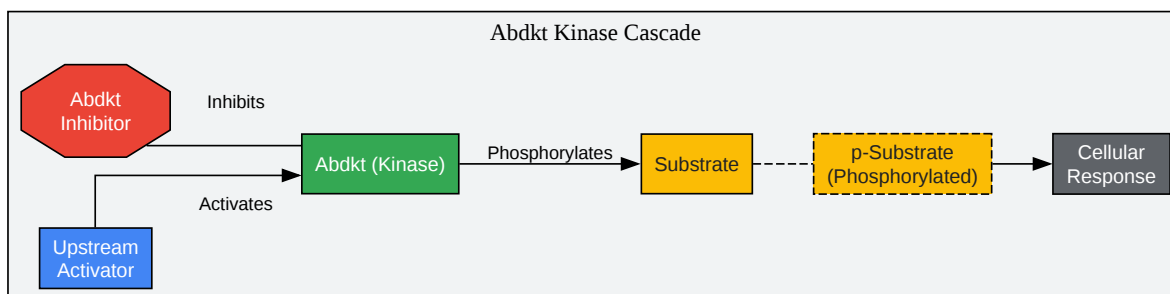 Abdkt Kinase Cascade
Abdkt
Inhibitor
Inhibits
Abdkt (Kinase)
Phosphorylates
Substrate
p-Substrate
(Phosphorylated)
Cellular
Response
Activates
Upstream
Activator